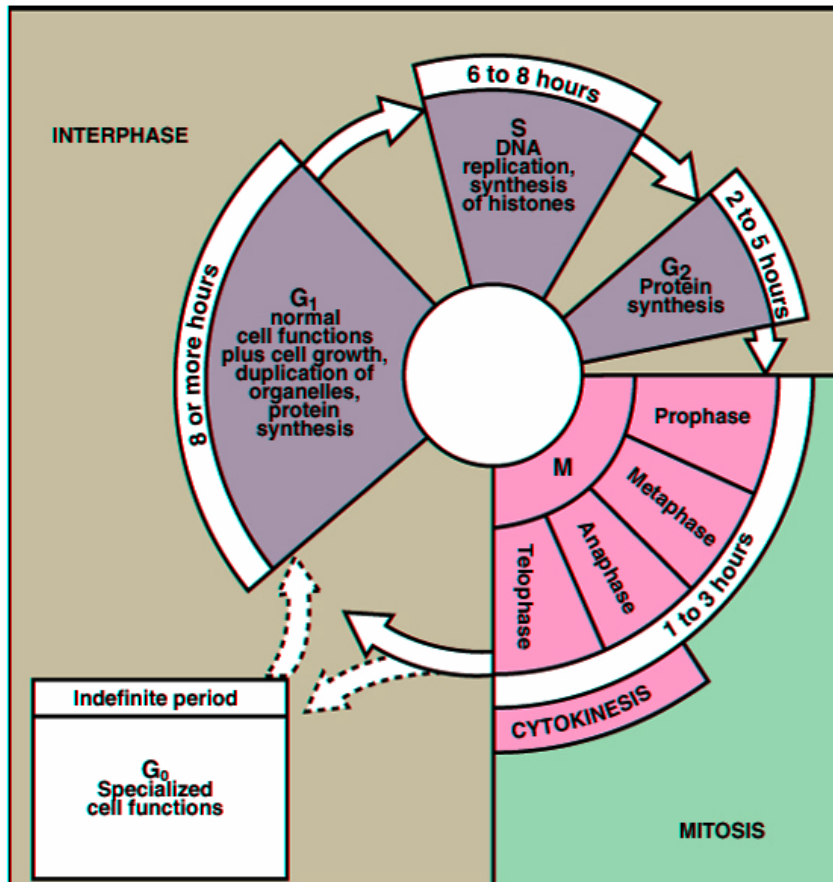 INTERPHASE
6 to 8 hours
S
DNA
replication,
synthesis
of histones
2 to 5 hours
G₂
Protein
synthesis
8 or more hours
G₁
normal
cell functions
plus cell growth,
duplication of
organelles,
protein
synthesis
M
Prophase
Metaphase
Anaphase
Telophase
1 to 3 hours
CYTOKINESIS
Indefinite period
G₀
Specialized
cell functions
MITOSIS